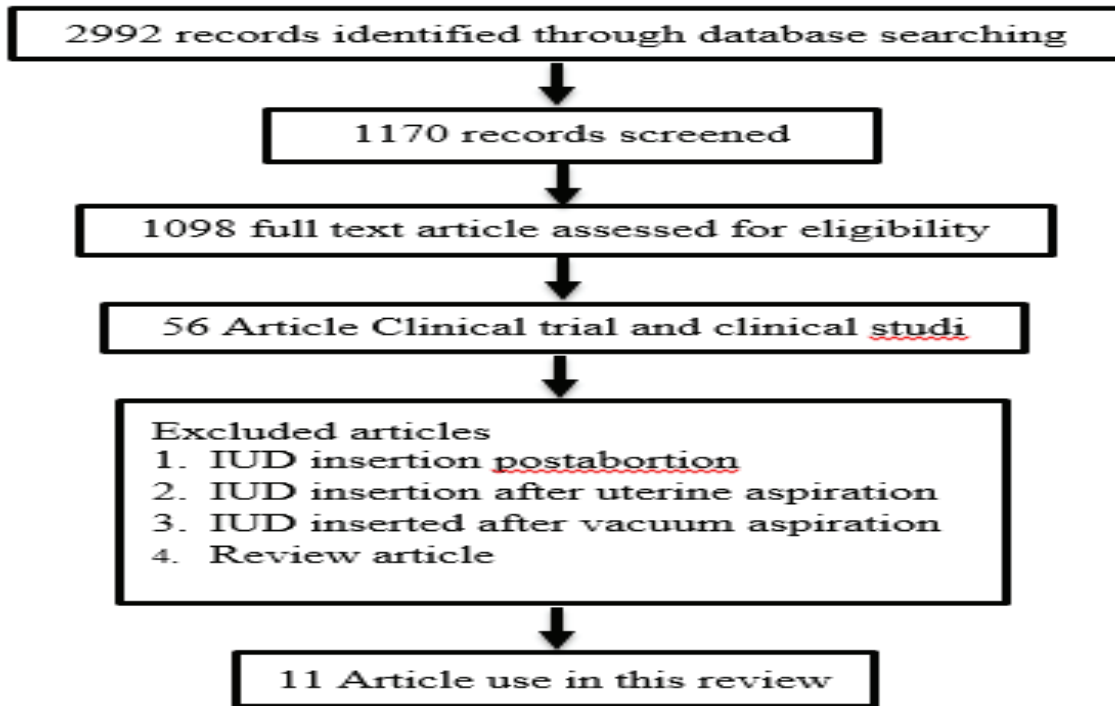 2992 records identified through database searching
1170 records screened
1098 full text article assessed for eligibility
56 Article Clinical trial and clinical studi
Excluded articles
1. IUD insertion postabortion
2. IUD insertion after uterine aspiration
3. IUD inserted after vacuum aspiration
4. Review article
11 Article use in this review